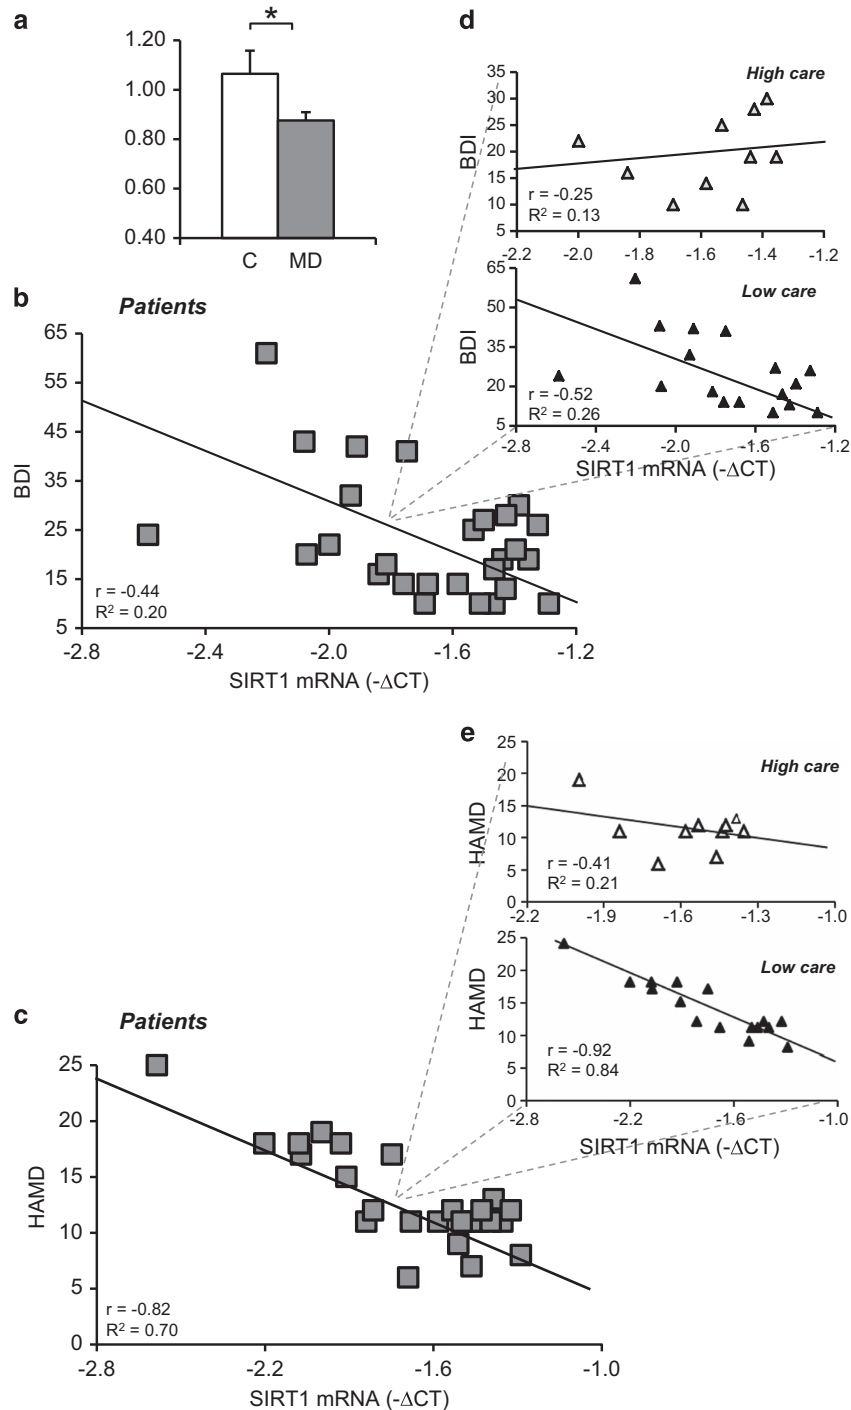 a
*
1.20
1.00
0.80
0.60
0.40
C MD
d
High care
35
30
25
20
15
10
5
BDI
r = -0.25
R2 = 0.13
-2.2 -2.0 -1.8 -1.6 -1.4 -1.2
Low care
65
50
35
20
5
BDI
r = -0.52
R2 = 0.26
-2.8 -2.4 -2.0 -1.6 -1.2
SIRT1 mRNA (-ΔCT)
b
Patients
65
55
45
35
25
15
5
BDI
r = -0.44
R2 = 0.20
-2.8 -2.4 -2.0 -1.6 -1.2
SIRT1 mRNA (-ΔCT)
e
High care
25
20
15
10
5
0
HAMD
r = -0.41
R2 = 0.21
-2.2 -1.9 -1.6 -1.3 -1.0
Low care
25
20
15
10
5
0
HAMD
r = -0.92
R2 = 0.84
-2.8 -2.2 -1.6 -1.0
SIRT1 mRNA (-ΔCT)
c
Patients
25
20
15
10
5
0
HAMD
r = -0.82
R2 = 0.70
-2.8 -2.2 -1.6 -1.0
SIRT1 mRNA (-ΔCT)